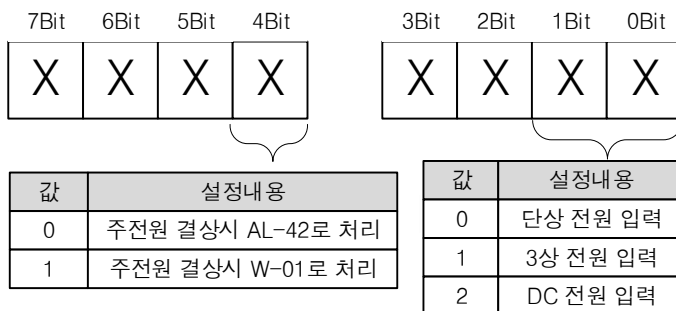 7Bit 6Bit 5Bit 4Bit 3Bit 2Bit 1Bit 0Bit
X X X X X X X X
값 설정내용
0 주전원 결상시 AL-42로 처리
1 주전원 결상시 W-01로 처리
값 설정내용
0 단상 전원 입력
1 3상 전원 입력
2 DC 전원 입력